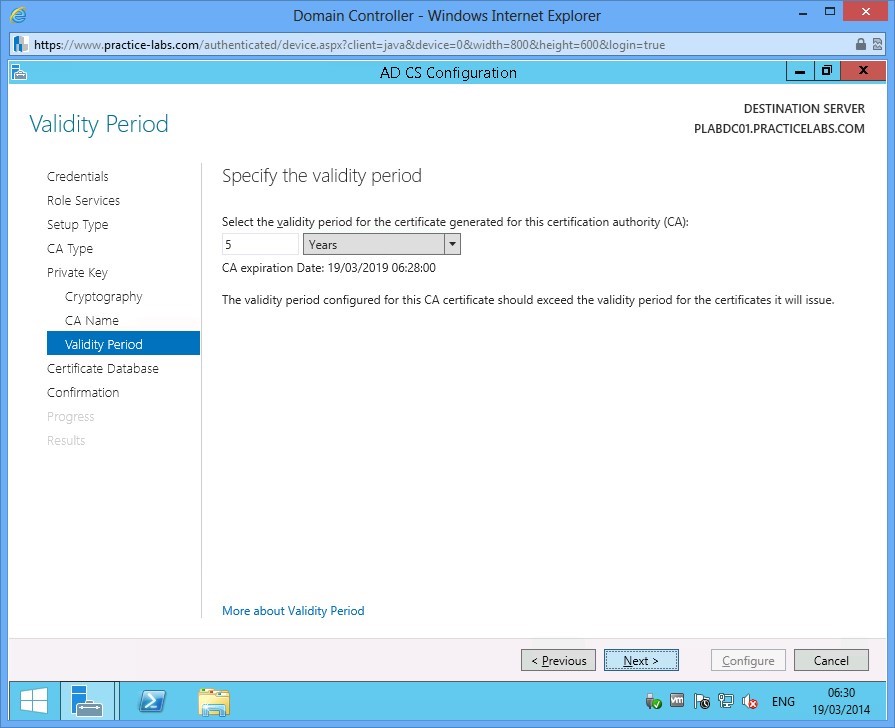 Domain Controller - Windows Internet Explorer
https://www.practice-labs.com/authenticated/device.aspx?client=java&device=0&width=800&height=600&login=true
AD CS Configuration
Validity Period
DESTINATION SERVER
PLABDC01.PRACTICELABS.COM
Credentials
Role Services
Setup Type
CA Type
Private Key
Cryptography
CA Name
Validity Period
Certificate Database
Confirmation
Progress
Results
Specify the validity period
Select the validity period for the certificate generated for this certification authority (CA):
5 Years
CA expiration Date: 19/03/2019 06:28:00
The validity period configured for this CA certificate should exceed the validity period for the certificates it will issue.
More about Validity Period
< Previous Next > Configure Cancel
ENG
06:30
19/03/2014